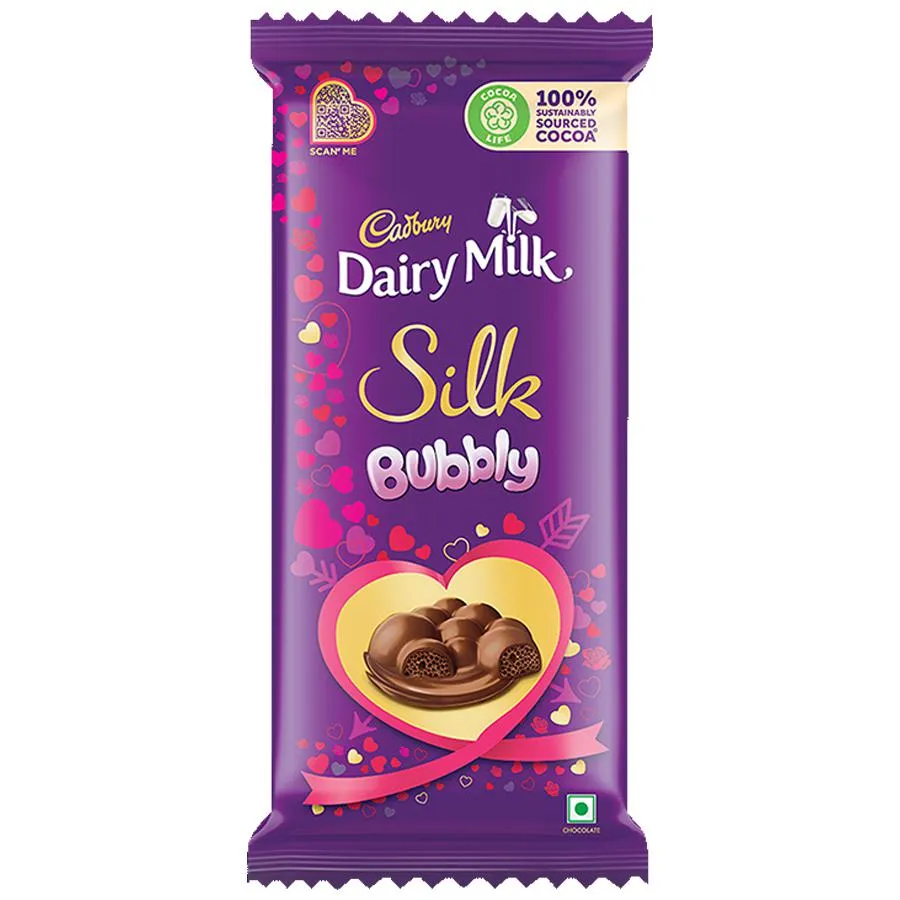 SCAN* ME
COCOA
LIFE
100%
SUSTAINABLY
SOURCED
COCOA
Cadbury
Dairy Milk
Silk
Bubbly
CHOCOLATE